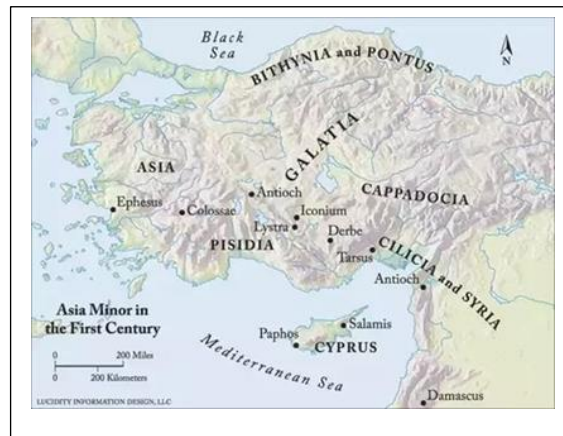 Black
Sea
BITHYNIA and PONTUS
N
GALATIA
ASIA
Antioch
CAPPADOCIA
Ephesus
Colossae
Iconium
Lystra
Derbe
PISIDIA
Tarsus
CILICIA and SYRIA
Antioch
Asia Minor in
the First Century
Salamis
Paphos
CYPRUS
0 200 Miles
0 200 Kilometers
Mediterranean Sea
Damascus
LUCIDITY INFORMATION DESIGN, LLC